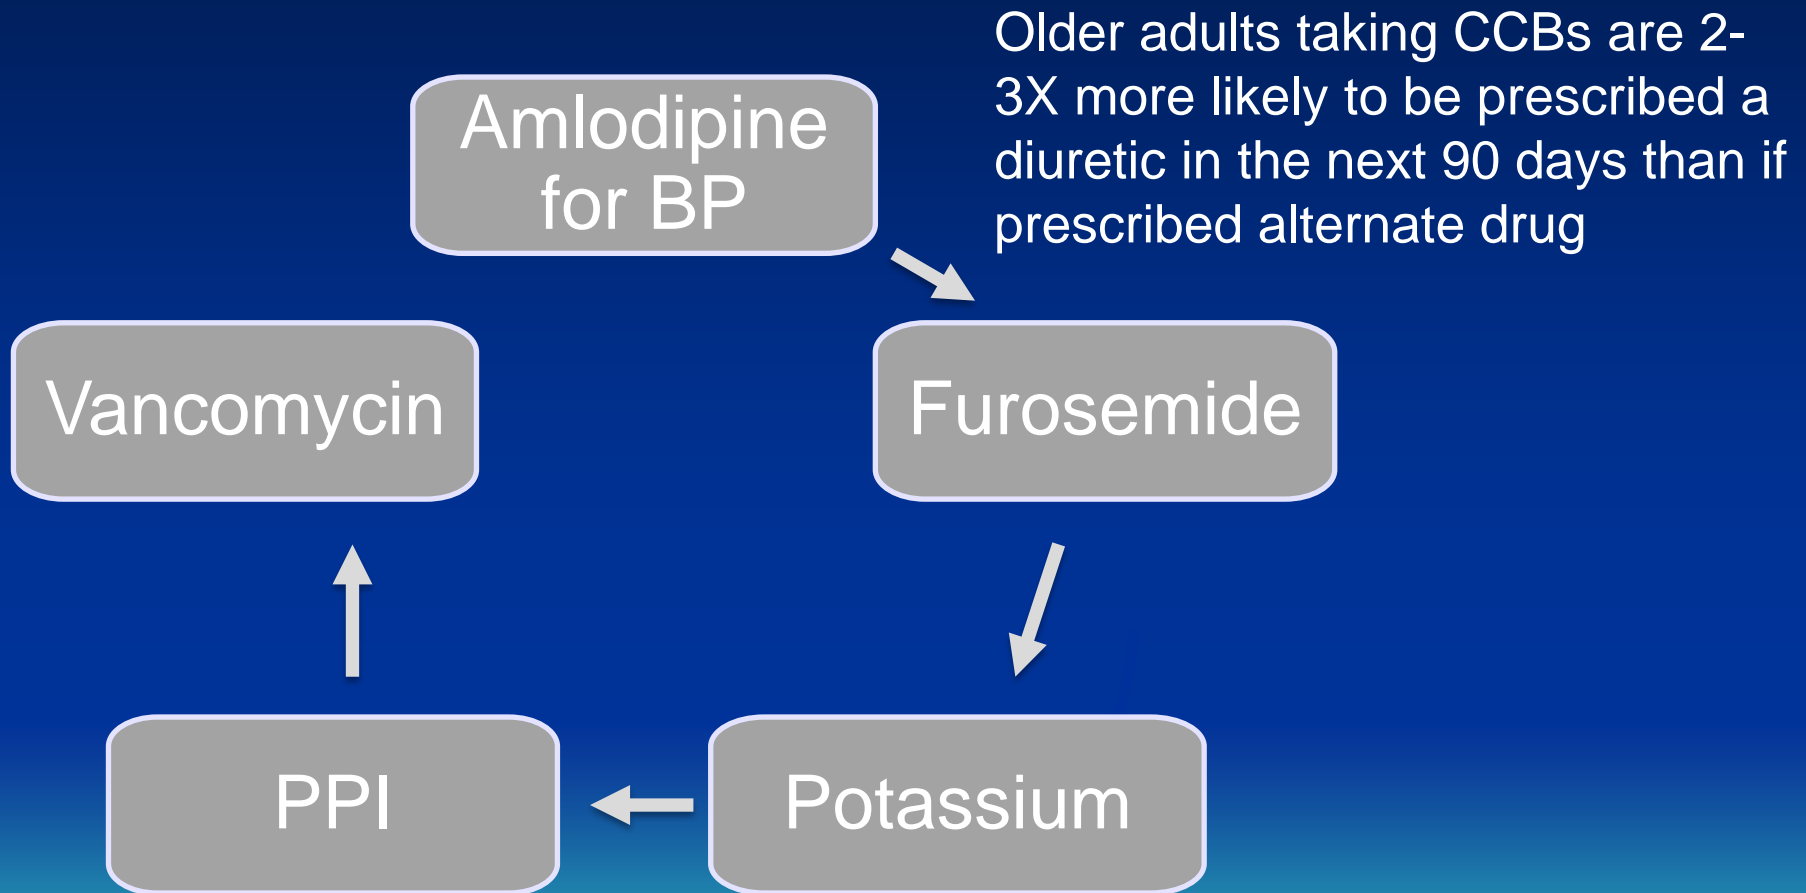 Older adults taking CCBs are 2-
3X more likely to be prescribed a
diuretic in the next 90 days than if
prescribed alternate drug
Amlodipine
for BP
Furosemide
Potassium
PPI
Vancomycin